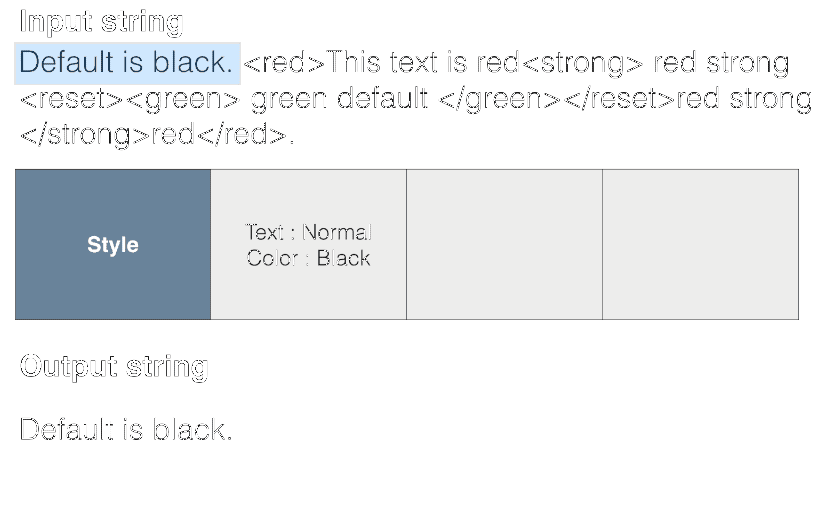 Input string
Default is black. <red>This text is red<strong> red strong
<reset><green> green default </green></reset>red strong
</strong>red</red>.
Style
Text : Normal
Color : Black
Output string
Default is black.